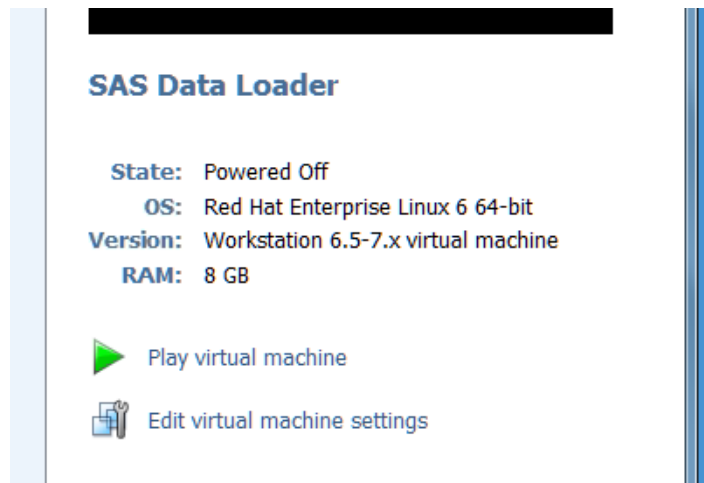 SAS Data Loader
State: Powered Off
OS: Red Hat Enterprise Linux 6 64-bit
Version: Workstation 6.5-7.x virtual machine
RAM: 8 GB
Play virtual machine
Edit virtual machine settings